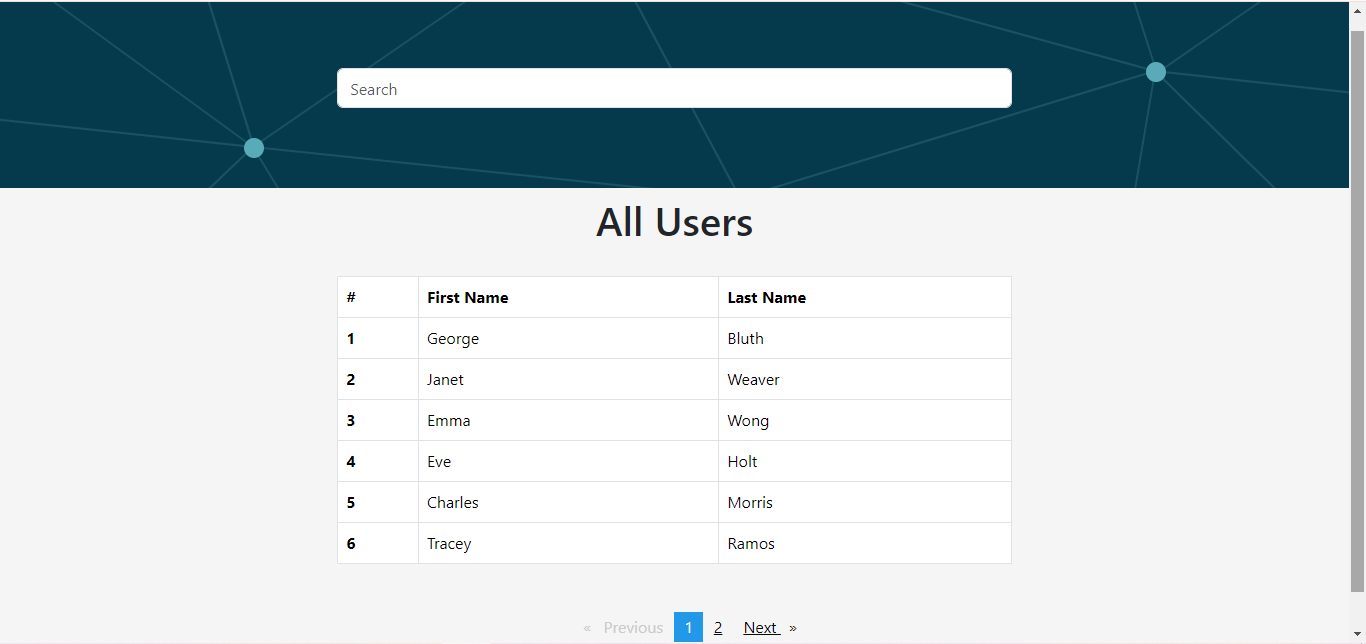 Search
All Users
# First Name Last Name
1 George Bluth
2 Janet Weaver
3 Emma Wong
4 Eve Holt
5 Charles Morris
6 Tracey Ramos
« Previous 1 2 Next »